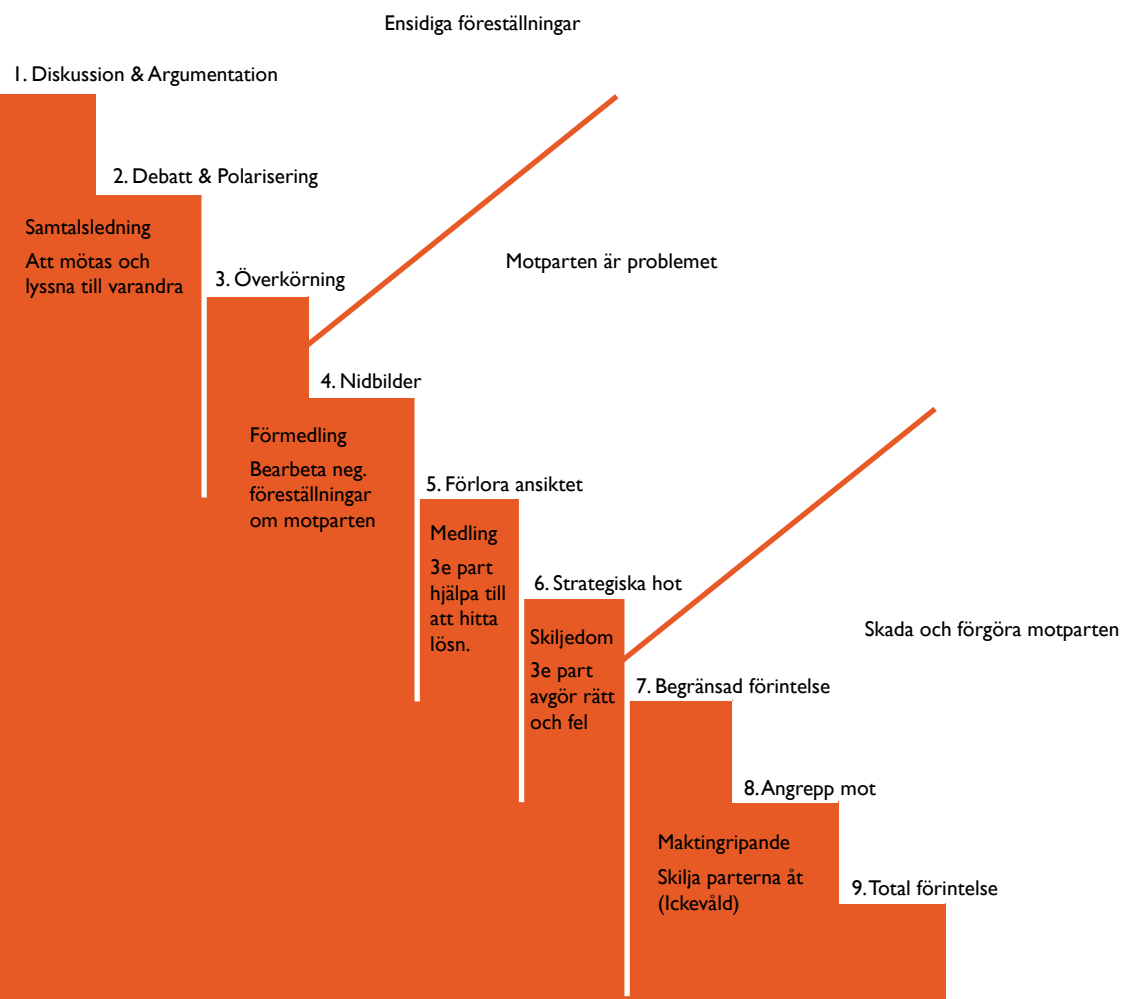 Ensidiga föreställningar
1. Diskussion & Argumentation
2. Debatt & Polarisering
Samtalsledning
Att mötas och
lyssna till varandra
Motparten är problemet
3. Överkörning
4. Nidbilder
Förmedling
Bearbeta neg.
föreställningar
om motparten
5. Förlora ansiktet
Medling
3e part
hjälpa till
att hitta
lösn.
6. Strategiska hot
Skiljedom
3e part
avgör rätt
och fel
Skada och förgöra motparten
7. Begränsad förintelse
8. Angrepp mot
Maktingripande
Skilja parterna åt
(Ickevåld)
9. Total förintelse